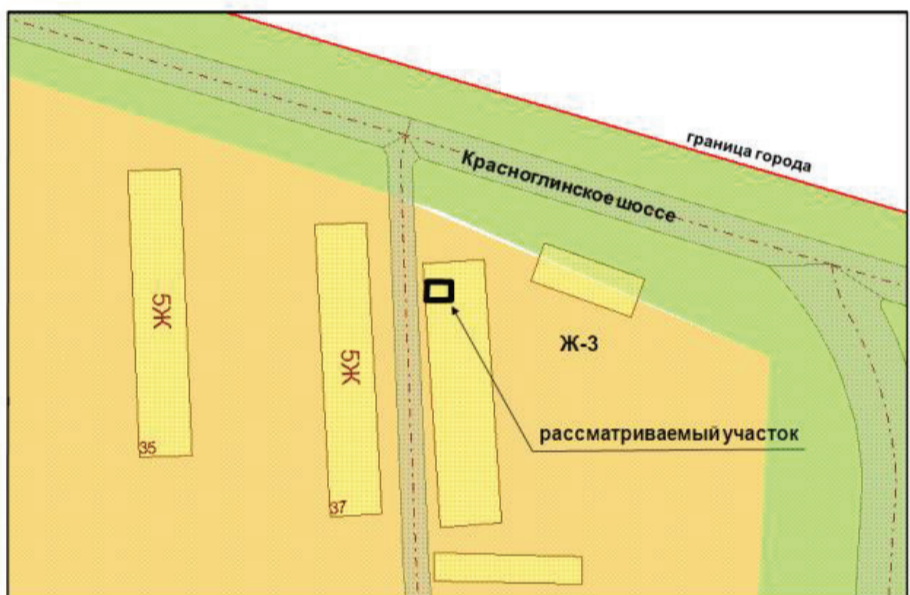 граница города
Красноглинское шоссе
5Ж
5Ж
Ж-3
рассматриваемый участок
35
37